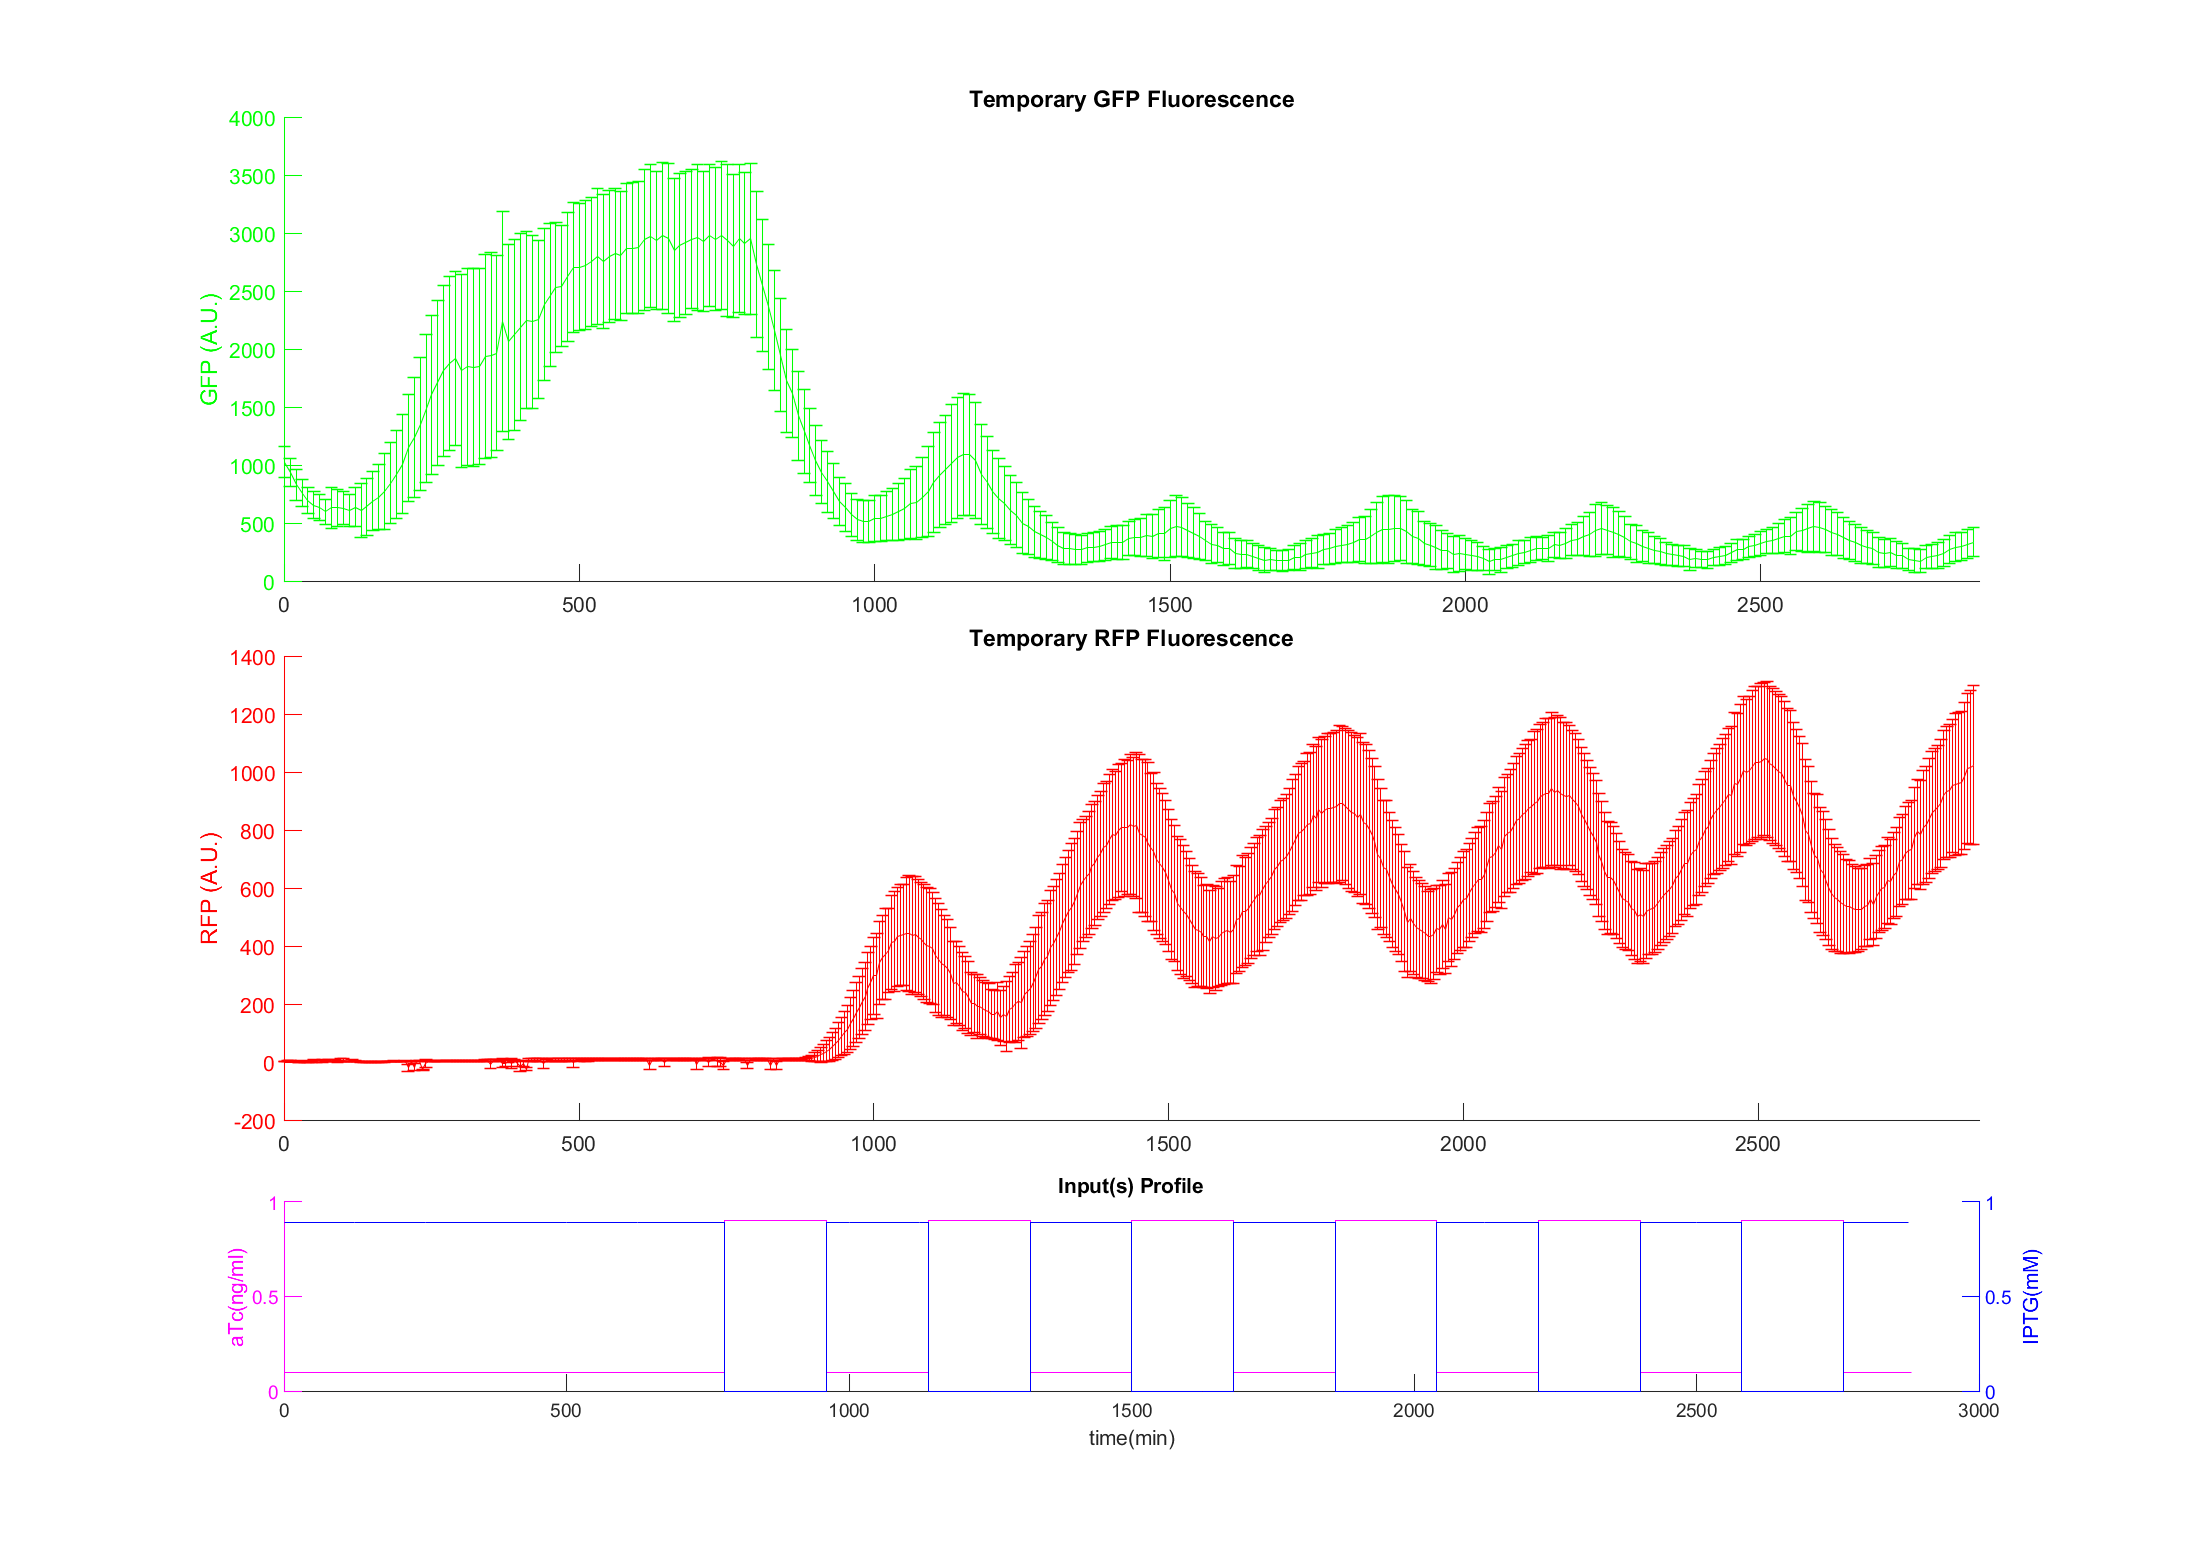 Temporary GFP Fluorescence
4000
3500
3000
2500
2000
1500
1000
500
0
GFP (A.U.)
0 500 1000 1500 2000 2500
Temporary RFP Fluorescence
1400
1200
1000
800
600
400
200
0
-200
RFP (A.U.)
0 500 1000 1500 2000 2500
Input(s) Profile
1
0.5
0
aTc(ng/ml)
1
0.5
0
IPTG(mM)
0 500 1000 1500 2000 2500 3000
time(min)